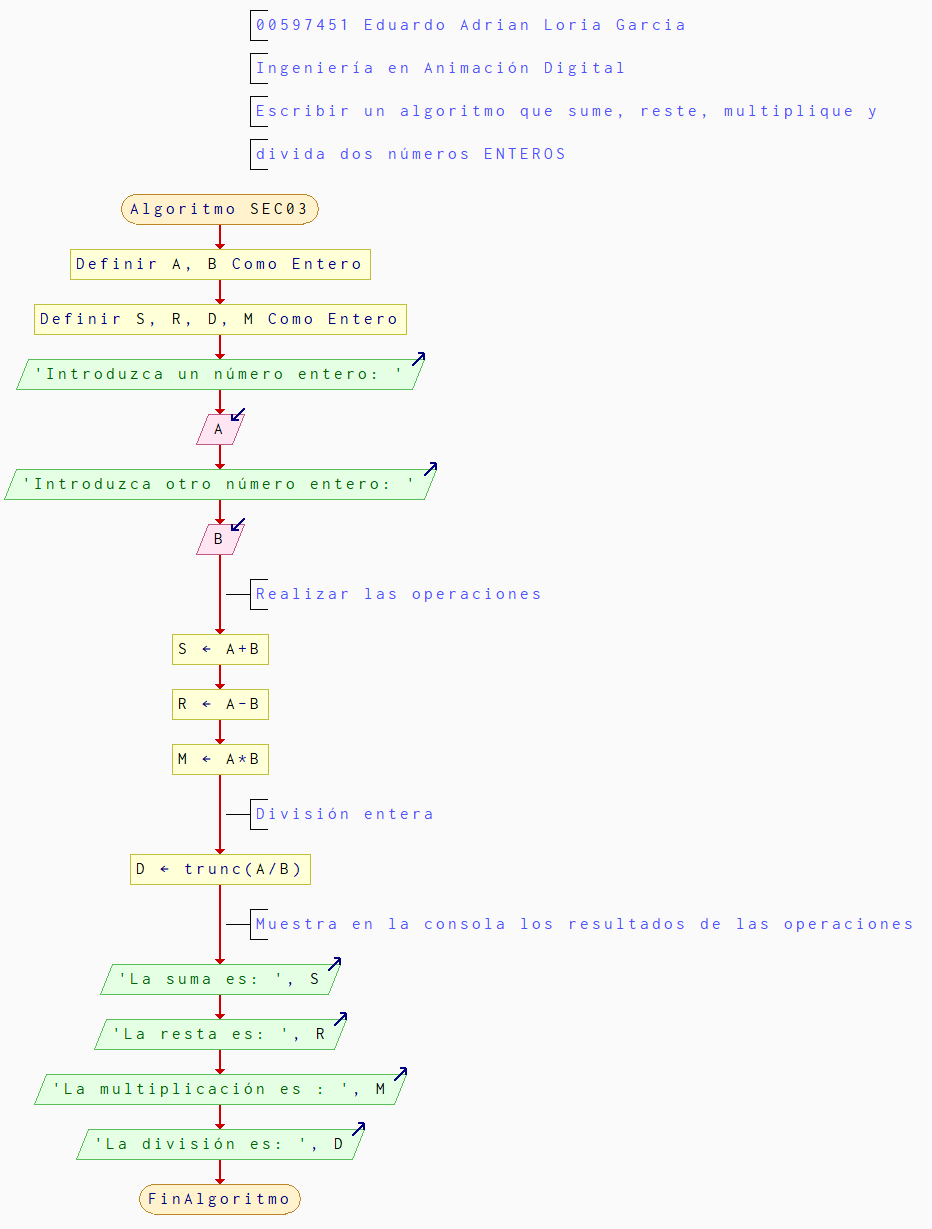 00597451 Eduardo Adrian Loria Garcia
Ingeniería en Animación Digital
Escribir un algoritmo que sume, reste, multiplique y
divida dos números ENTEROS
Algoritmo SEC03
Definir A, B Como Entero
Definir S, R, D, M Como Entero
'Introduzca un número entero: '
A
'Introduzca otro número entero: '
B
Realizar las operaciones
S ← A+B
R ← A-B
M ← A*B
División entera
D ← trunc(A/B)
Muestra en la consola los resultados de las operaciones
'La suma es: ', S
'La resta es: ', R
'La multiplicación es : ', M
'La división es: ', D
FinAlgoritmo